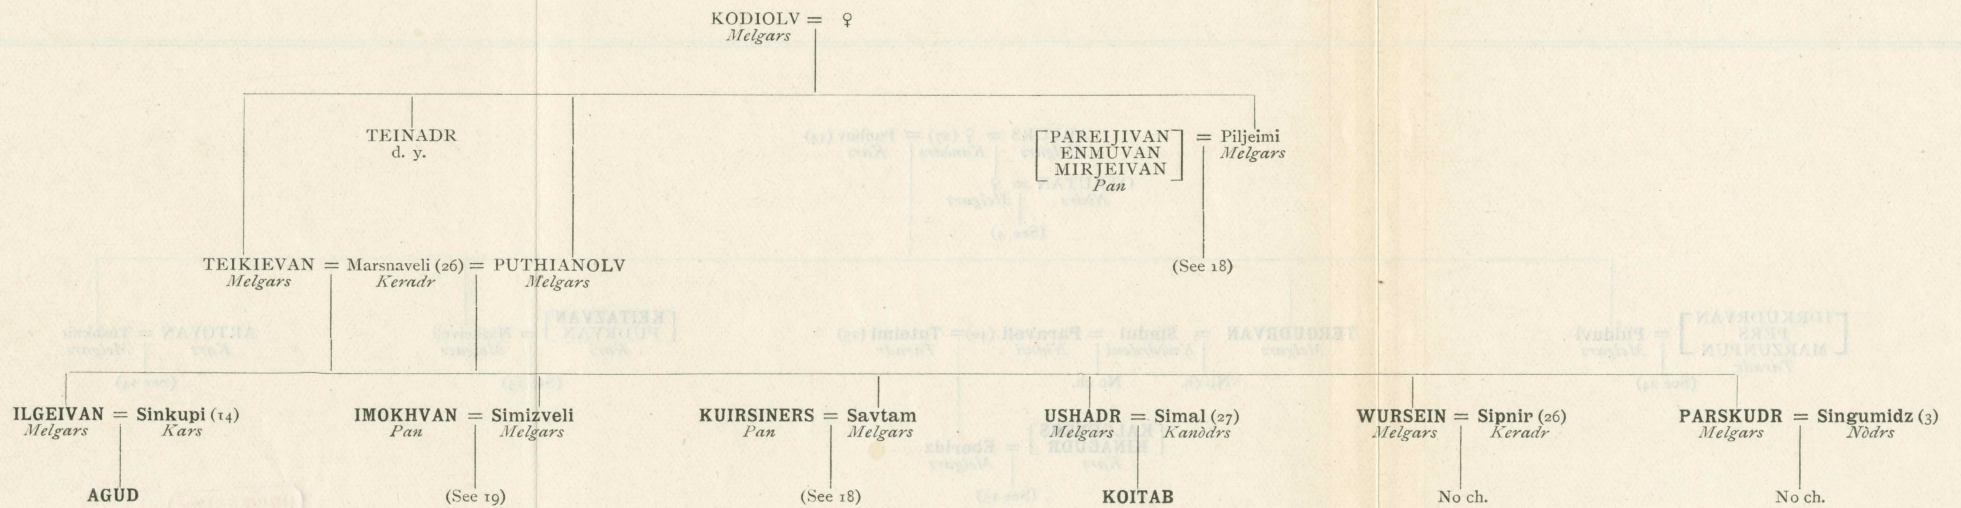 KODIOLV = ♀
Melgars
TEINADR
d. y.
PAREIJIVAN
ENMUVAN
MIRJEIVAN
Pan
= Piljeimi
Melgars
TEIKIEVAN = Marsnaveli (26) = PUTHIANOLV
Melgars Keradr Melgars
(See 18)
ILGEIVAN = Sinkupi (14) IMOKHVAN = Simizveli KUIRSINERS = Savtam USHADR = Simal (27) WURSEIN = Sipnir (26) PARSKUDR = Singumidz (3)
Melgars Kars Pan Melgars Pan Melgars Melgars Kanòdrs Melgars Keradr Melgars Nòdrs
AGUD (See 19) (See 18) KOITAB No ch. No ch.